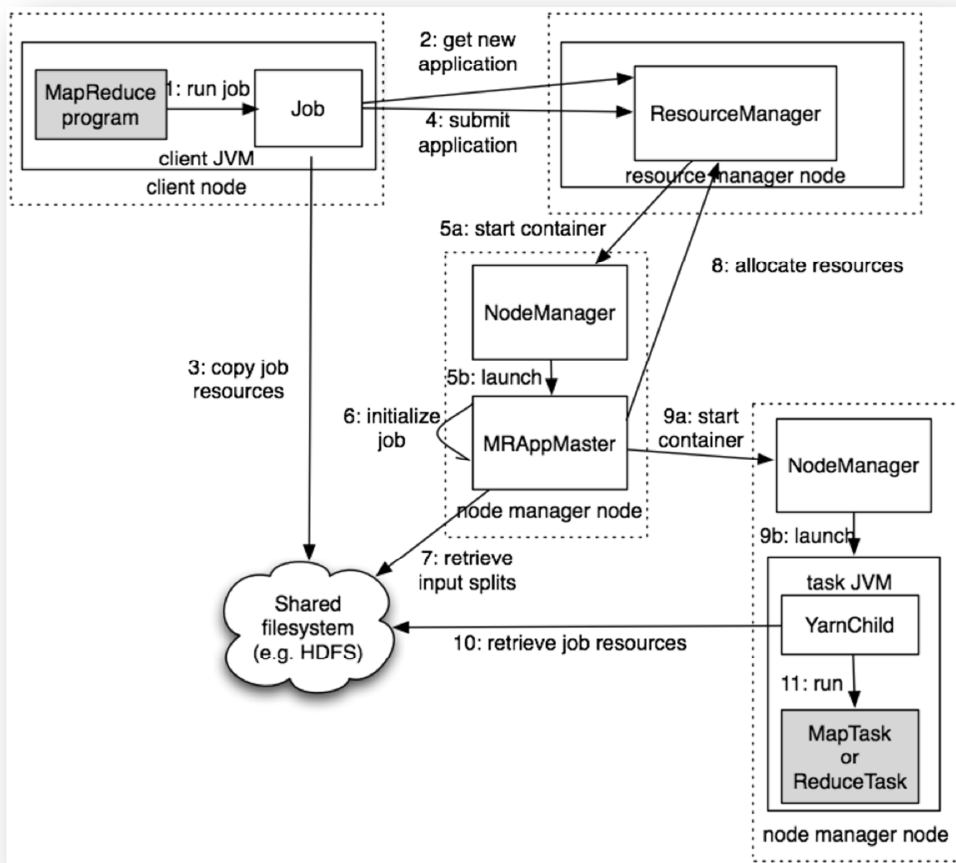 2: get new
application
MapReduce
program
1: run job
Job
4: submit
application
ResourceManager
client JVM
client node
resource manager node
5a: start container
8: allocate resources
NodeManager
3: copy job
resources
5b: launch
6: initialize
job
MRAppMaster
9a: start
container
NodeManager
node manager node
9b: launch
7: retrieve
input splits
task JVM
Shared
filesystem
(e.g. HDFS)
YarnChild
10: retrieve job resources
11: run
MapTask
or
ReduceTask
node manager node